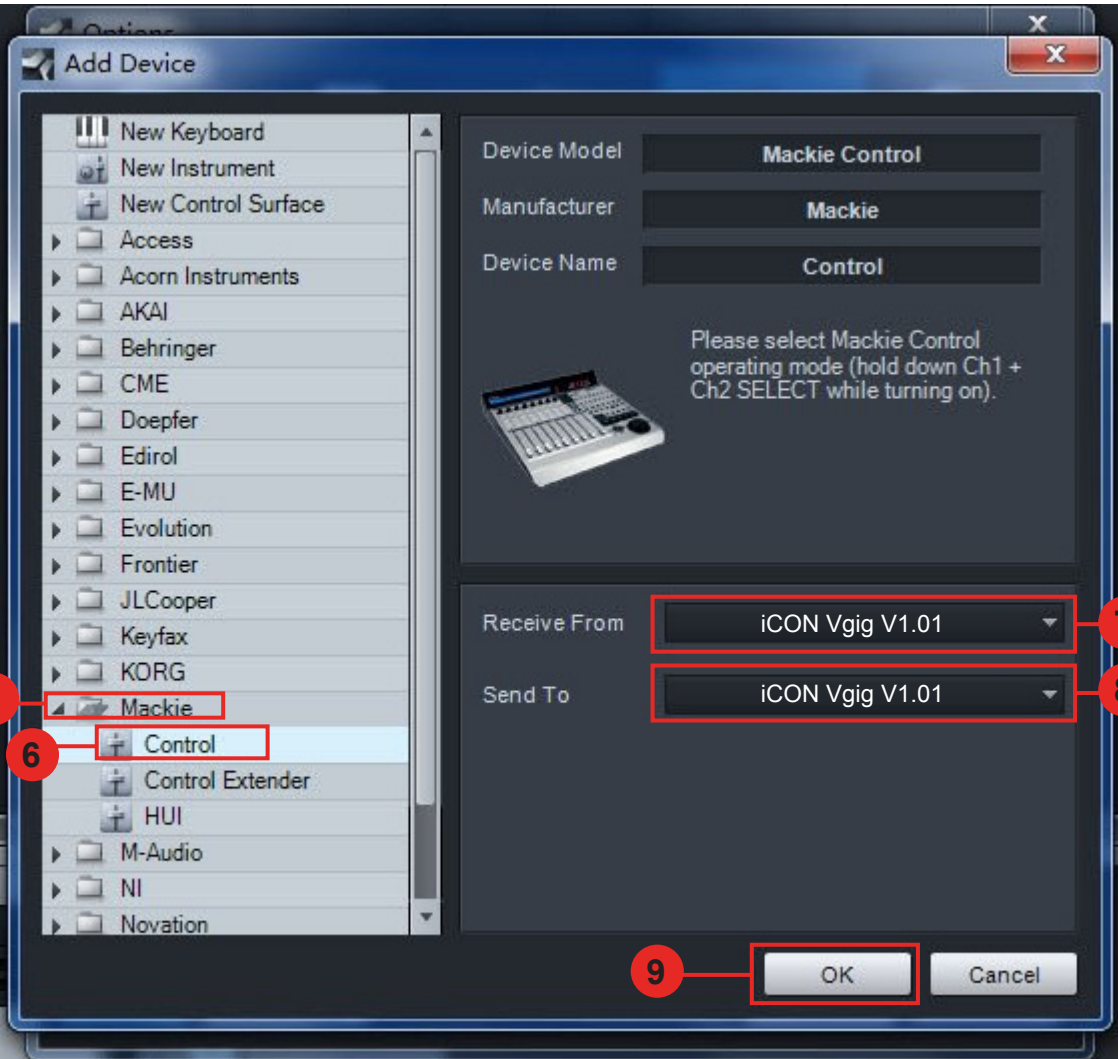 Options
Add Device
New Keyboard
New Instrument
New Control Surface
Access
Acorn Instruments
AKAI
Behringer
CME
Doepfer
Edirol
E-MU
Evolution
Frontier
JLCooper
Keyfax
KORG
Mackie
6
Control
Control Extender
HUI
M-Audio
NI
Novation
Device Model
Mackie Control
Manufacturer
Mackie
Device Name
Control
Please select Mackie Control
operating mode (hold down Ch1 +
Ch2 SELECT while turning on).
Receive From
iCON Vgig V1.01
Send To
iCON Vgig V1.01
8
9
OK
Cancel